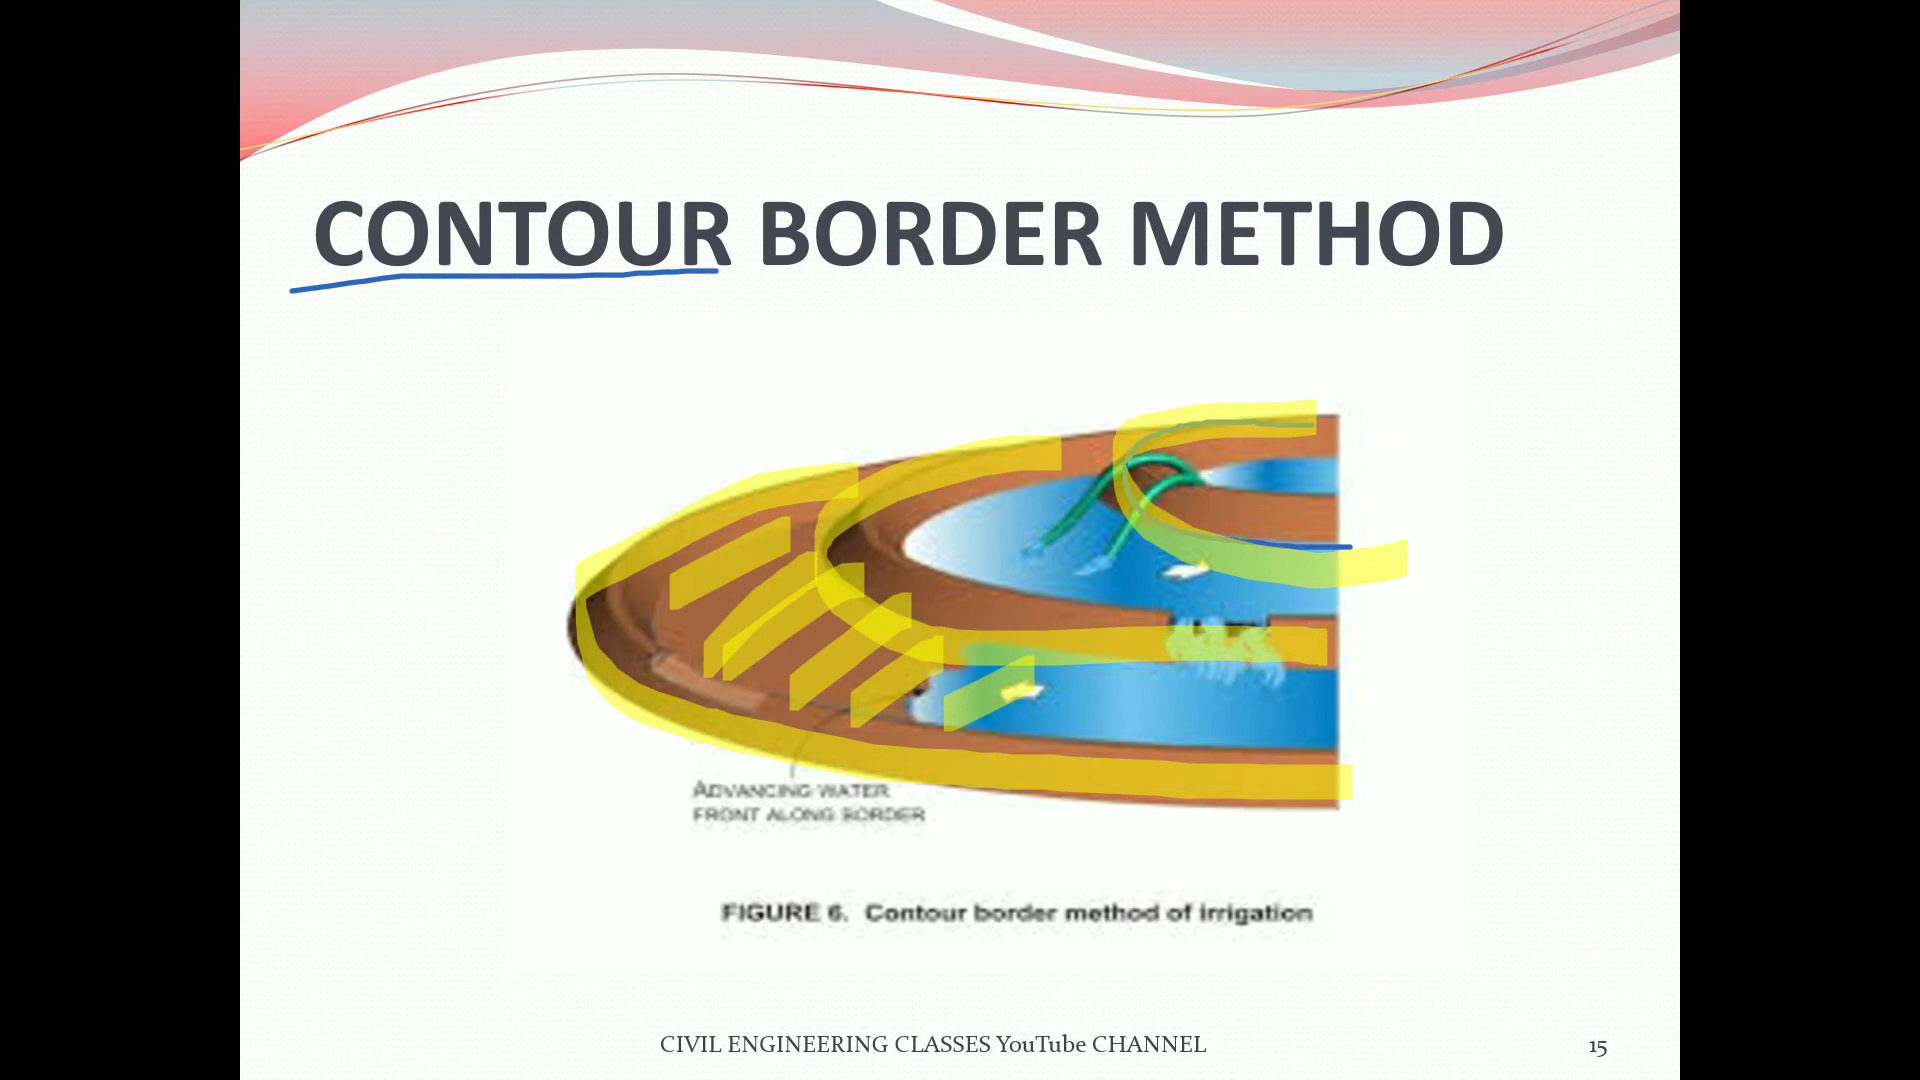 CONTOUR BORDER METHOD
ADVANCING WATER
FRONT ALONG BORDER
FIGURE 6. Contour border method of irrigation
CIVIL ENGINEERING CLASSES YouTube CHANNEL
15